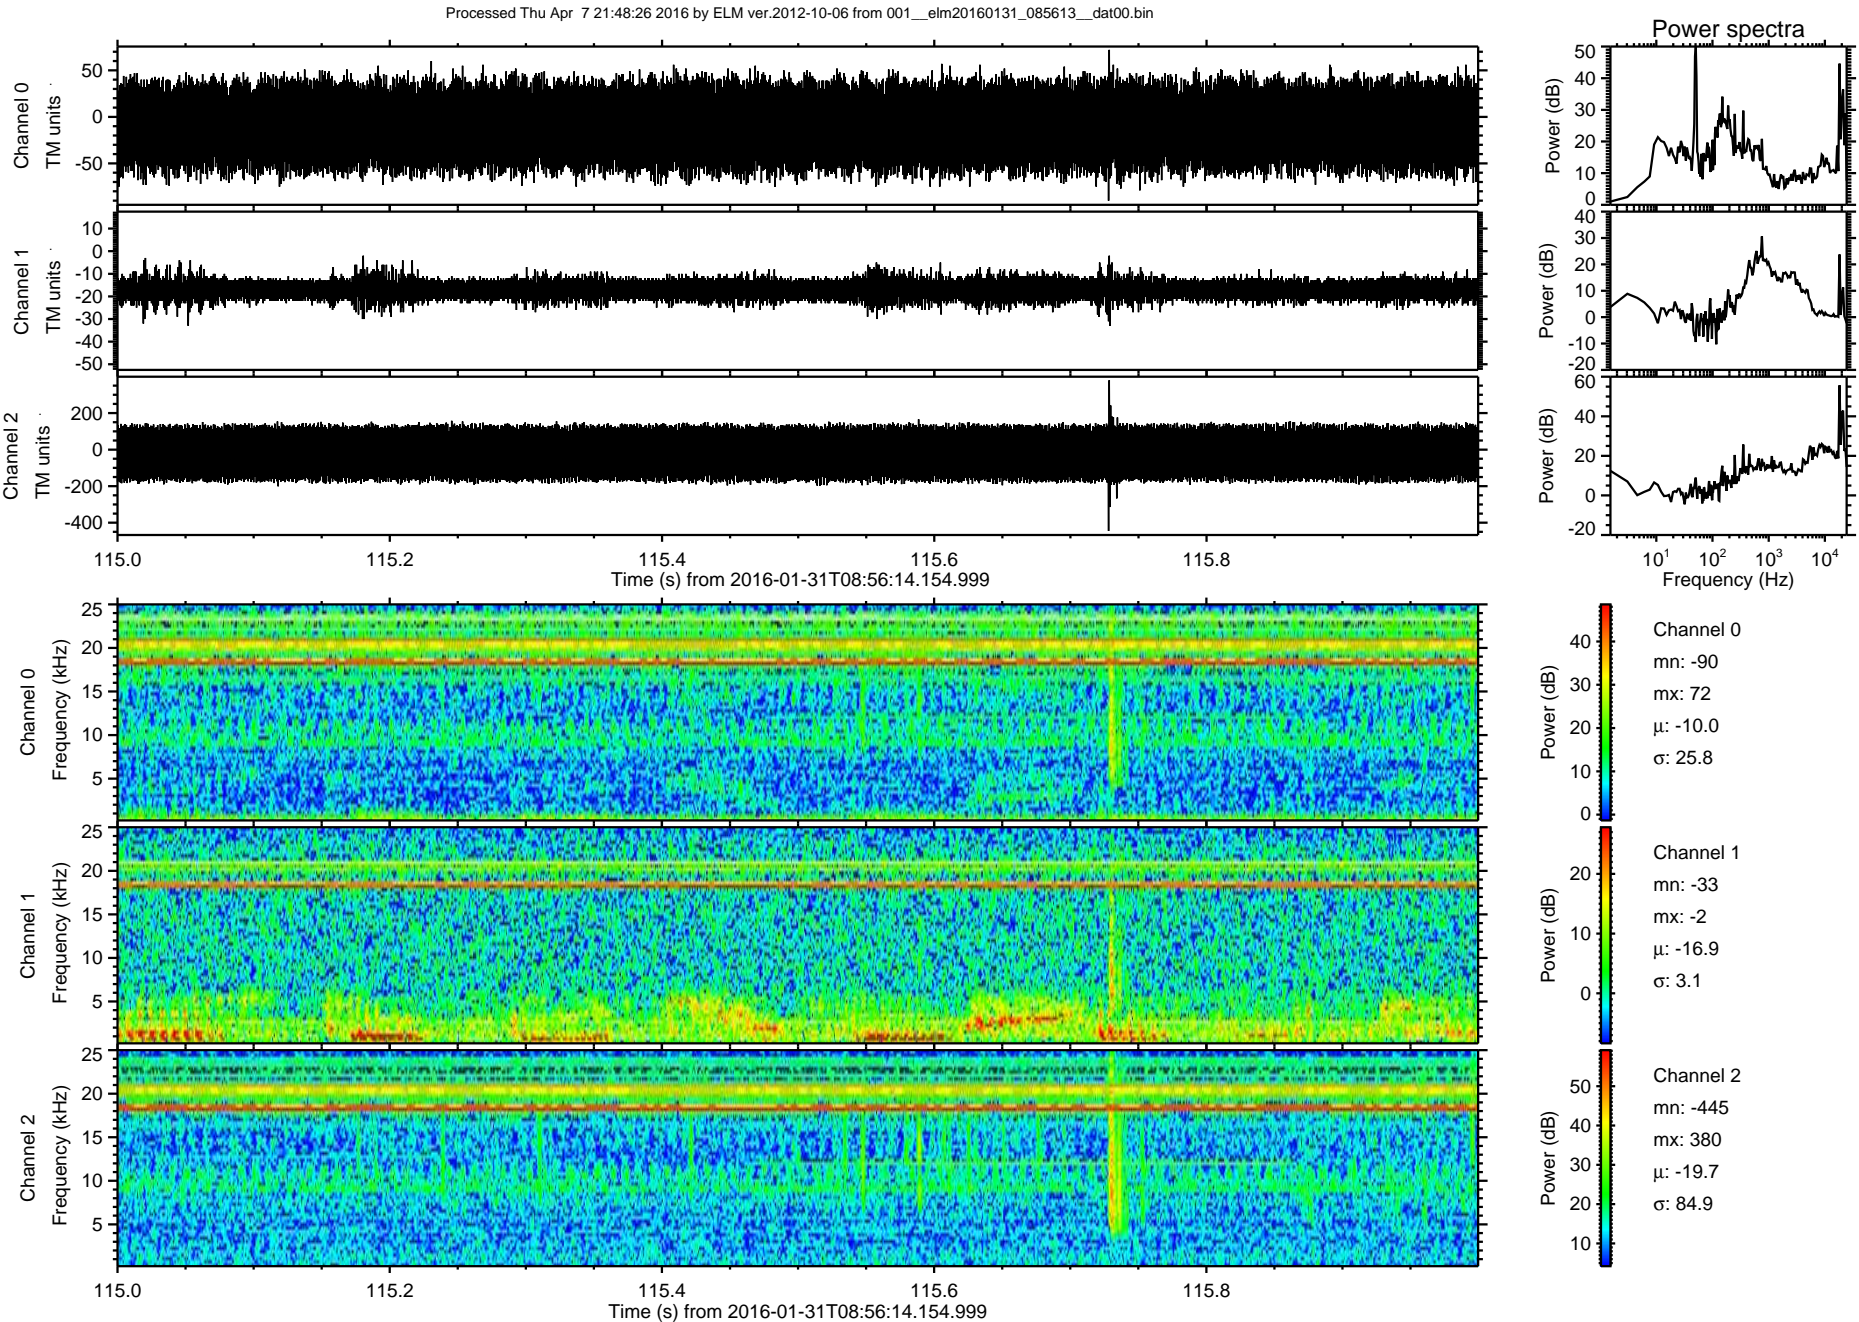 Processed Thu Apr 7 21:48:26 2016 by ELM ver.2012-10-06 from 001__elm20160131_085613__dat00.bin
Power spectra
Channel 0
TM units
50
0
-50
Power (dB)
50
40
30
20
10
0
Channel 1
TM units
10
0
-10
-20
-30
-40
-50
Power (dB)
40
30
20
10
0
-10
-20
Channel 2
TM units
200
0
-200
-400
Power (dB)
60
40
20
0
-20
115.0 115.2 115.4 115.6 115.8
Time (s) from 2016-01-31T08:56:14.154.999
10^1 10^2 10^3 10^4
Frequency (Hz)
Channel 0
Frequency (kHz)
25
20
15
10
5
Power (dB)
40
30
20
10
0
Channel 0
mn: -90
mx: 72
μ: -10.0
σ: 25.8
Channel 1
Frequency (kHz)
25
20
15
10
5
Power (dB)
20
10
0
Channel 1
mn: -33
mx: -2
μ: -16.9
σ: 3.1
Channel 2
Frequency (kHz)
25
20
15
10
5
Power (dB)
50
40
30
20
10
Channel 2
mn: -445
mx: 380
μ: -19.7
σ: 84.9
115.0 115.2 115.4 115.6 115.8
Time (s) from 2016-01-31T08:56:14.154.999